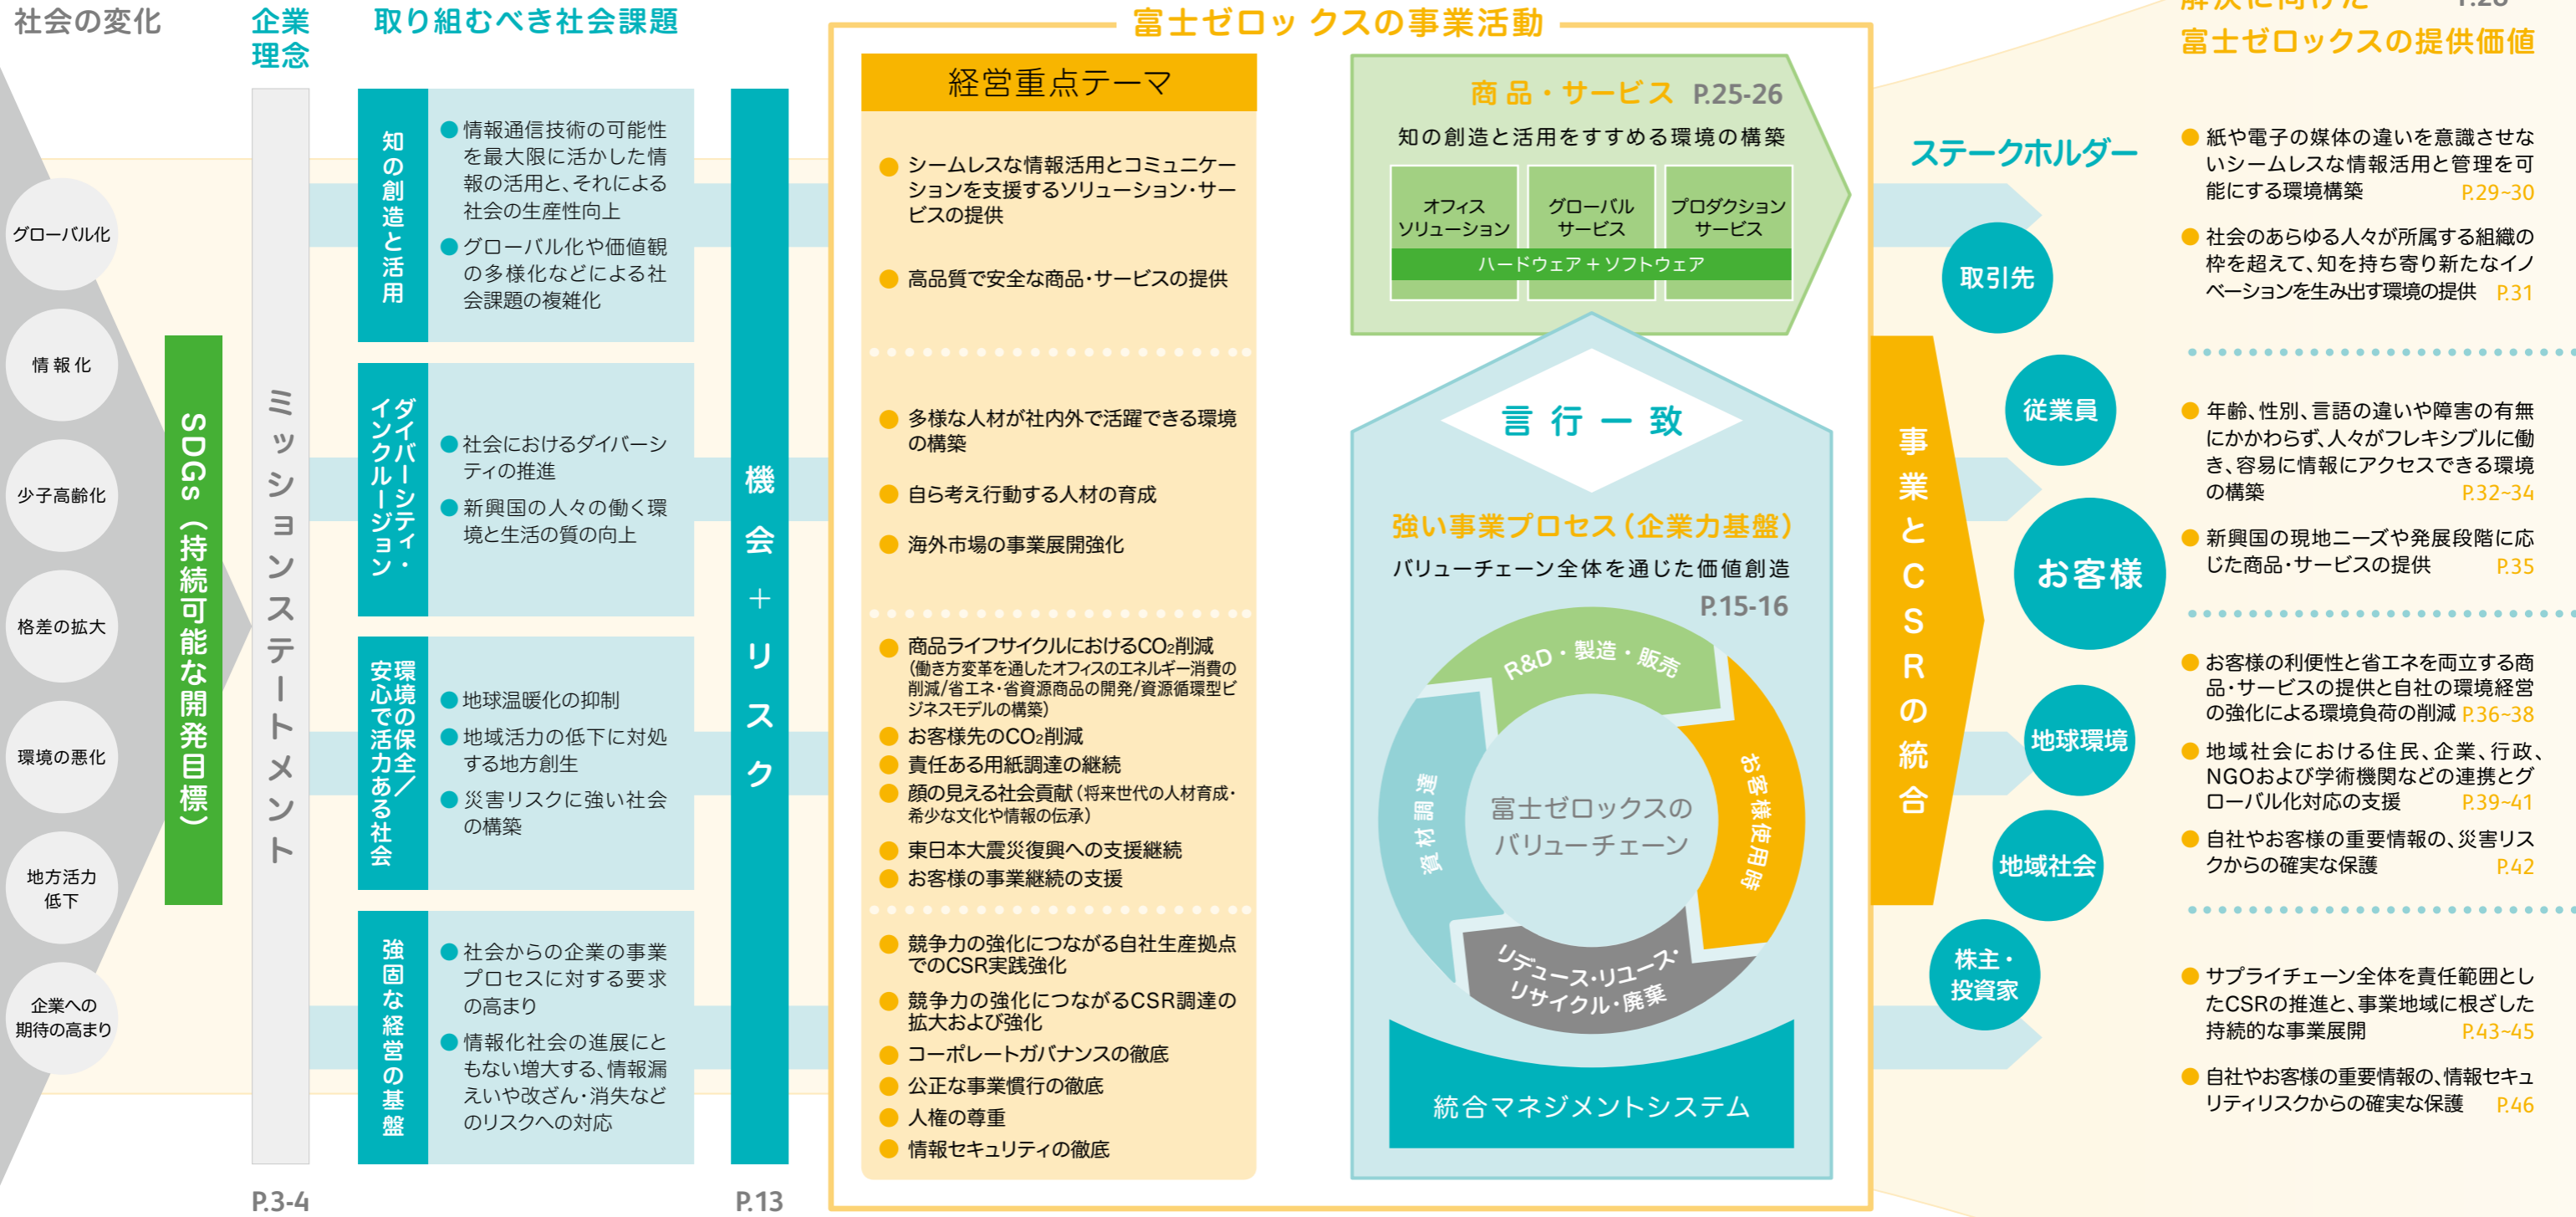 社会の変化
グローバル化
情報化
少子高齢化
格差の拡大
環境の悪化
地方活力
低下
企業への
期待の高まり
SDGs（持続可能な開発目標）
企業
理念
ミッションステートメント
P.3-4
取り組むべき社会課題
知の創造と活用
●情報通信技術の可能性
を最大限に活かした情
報の活用と、それによる
社会の生産性向上
●グローバル化や価値観
の多様化などによる社
会課題の複雑化
ダイバーシティ・
インクルージョン
●社会におけるダイバーシ
ティの推進
●新興国の人々の働く環
境と生活の質の向上
環境の保全／
安心で活力ある社会
●地球温暖化の抑制
●地域活力の低下に対処
する地方創生
●災害リスクに強い社会
の構築
強固な経営の基盤
●社会からの企業の事業
プロセスに対する要求
の高まり
●情報化社会の進展にと
もない増大する、情報漏
えいや改ざん・消失など
のリスクへの対応
機会＋リスク
P.13
富士ゼロックスの事業活動
経営重点テーマ
●シームレスな情報活用とコミュニケー
ションを支援するソリューション・サー
ビスの提供
●高品質で安全な商品・サービスの提供
●多様な人材が社内外で活躍できる環境
の構築
●自ら考え行動する人材の育成
●海外市場の事業展開強化
●商品ライフサイクルにおけるCO₂削減
（働き方変革を通したオフィスのエネルギー消費の
削減/省エネ・省資源商品の開発/資源循環型ビ
ジネスモデルの構築）
●お客様先のCO₂削減
●責任ある用紙調達の継続
●顔の見える社会貢献（将来世代の人材育成・
希少な文化や情報の伝承）
●東日本大震災復興への支援継続
●お客様の事業継続の支援
●競争力の強化につながる自社生産拠点
でのCSR実践強化
●競争力の強化につながるCSR調達の
拡大および強化
●コーポレートガバナンスの徹底
●公正な事業慣行の徹底
●人権の尊重
●情報セキュリティの徹底
商品・サービス P.25-26
知の創造と活用をすすめる環境の構築
オフィス
ソリューション
グローバル
サービス
プロダクション
サービス
ハードウェア＋ソフトウェア
言行一致
強い事業プロセス（企業力基盤）
バリューチェーン全体を通じた価値創造
P.15-16
R&D・製造・販売
お客様使用時
リデュース・リユース・
リサイクル・廃棄
資材調達
富士ゼロックスの
バリューチェーン
統合マネジメントシステム
事業とCSRの統合
ステークホルダー
取引先
従業員
お客様
地球環境
地域社会
株主・
投資家
解決に向けた P.28
富士ゼロックスの提供価値
●紙や電子の媒体の違いを意識させな
いシームレスな情報活用と管理を可
能にする環境構築 P.29~30
●社会のあらゆる人々が所属する組織の
枠を超えて、知を持ち寄り新たなイノ
ベーションを生み出す環境の提供 P.31
●年齢、性別、言語の違いや障害の有無
にかかわらず、人々がフレキシブルに働
き、容易に情報にアクセスできる環境
の構築 P.32~34
●新興国の現地ニーズや発展段階に応
じた商品・サービスの提供 P.35
●お客様の利便性と省エネを両立する商
品・サービスの提供と自社の環境経営
の強化による環境負荷の削減 P.36~38
●地域社会における住民、企業、行政、
NGOおよび学術機関などの連携とグ
ローバル化対応の支援 P.39~41
●自社やお客様の重要情報の、災害リス
クからの確実な保護 P.42
●サプライチェーン全体を責任範囲とし
たCSRの推進と、事業地域に根ざした
持続的な事業展開 P.43~45
●自社やお客様の重要情報の、情報セキュ
リティリスクからの確実な保護 P.46